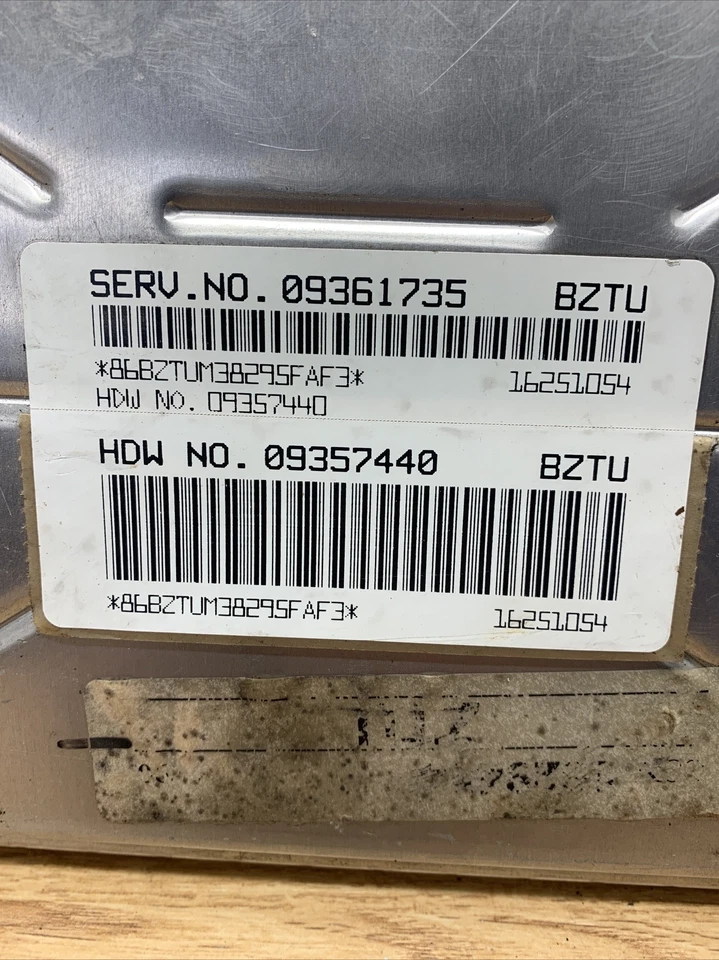 SERV.NO. 09361735 BZTU
*86BZTUM38295FAF3* 16251054
HDW NO. 09357440
HDW NO. 09357440 BZTU
*86BZTUM38295FAF3* 16251054